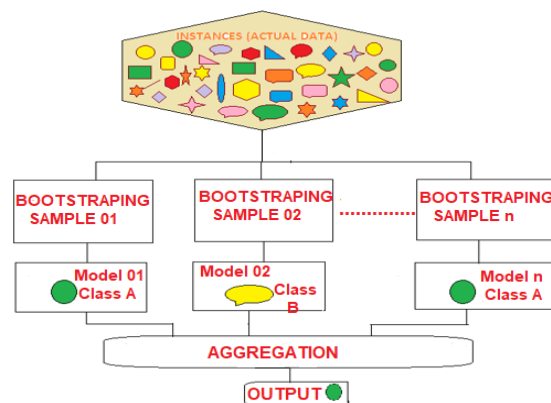 INSTANCES (ACTUAL DATA)
BOOTSTRAPING
SAMPLE 01
BOOTSTRAPING
SAMPLE 02
BOOTSTRAPING
SAMPLE n
Model 01
Class A
Model 02
Class
B
Model n
Class A
AGGREGATION
OUTPUT